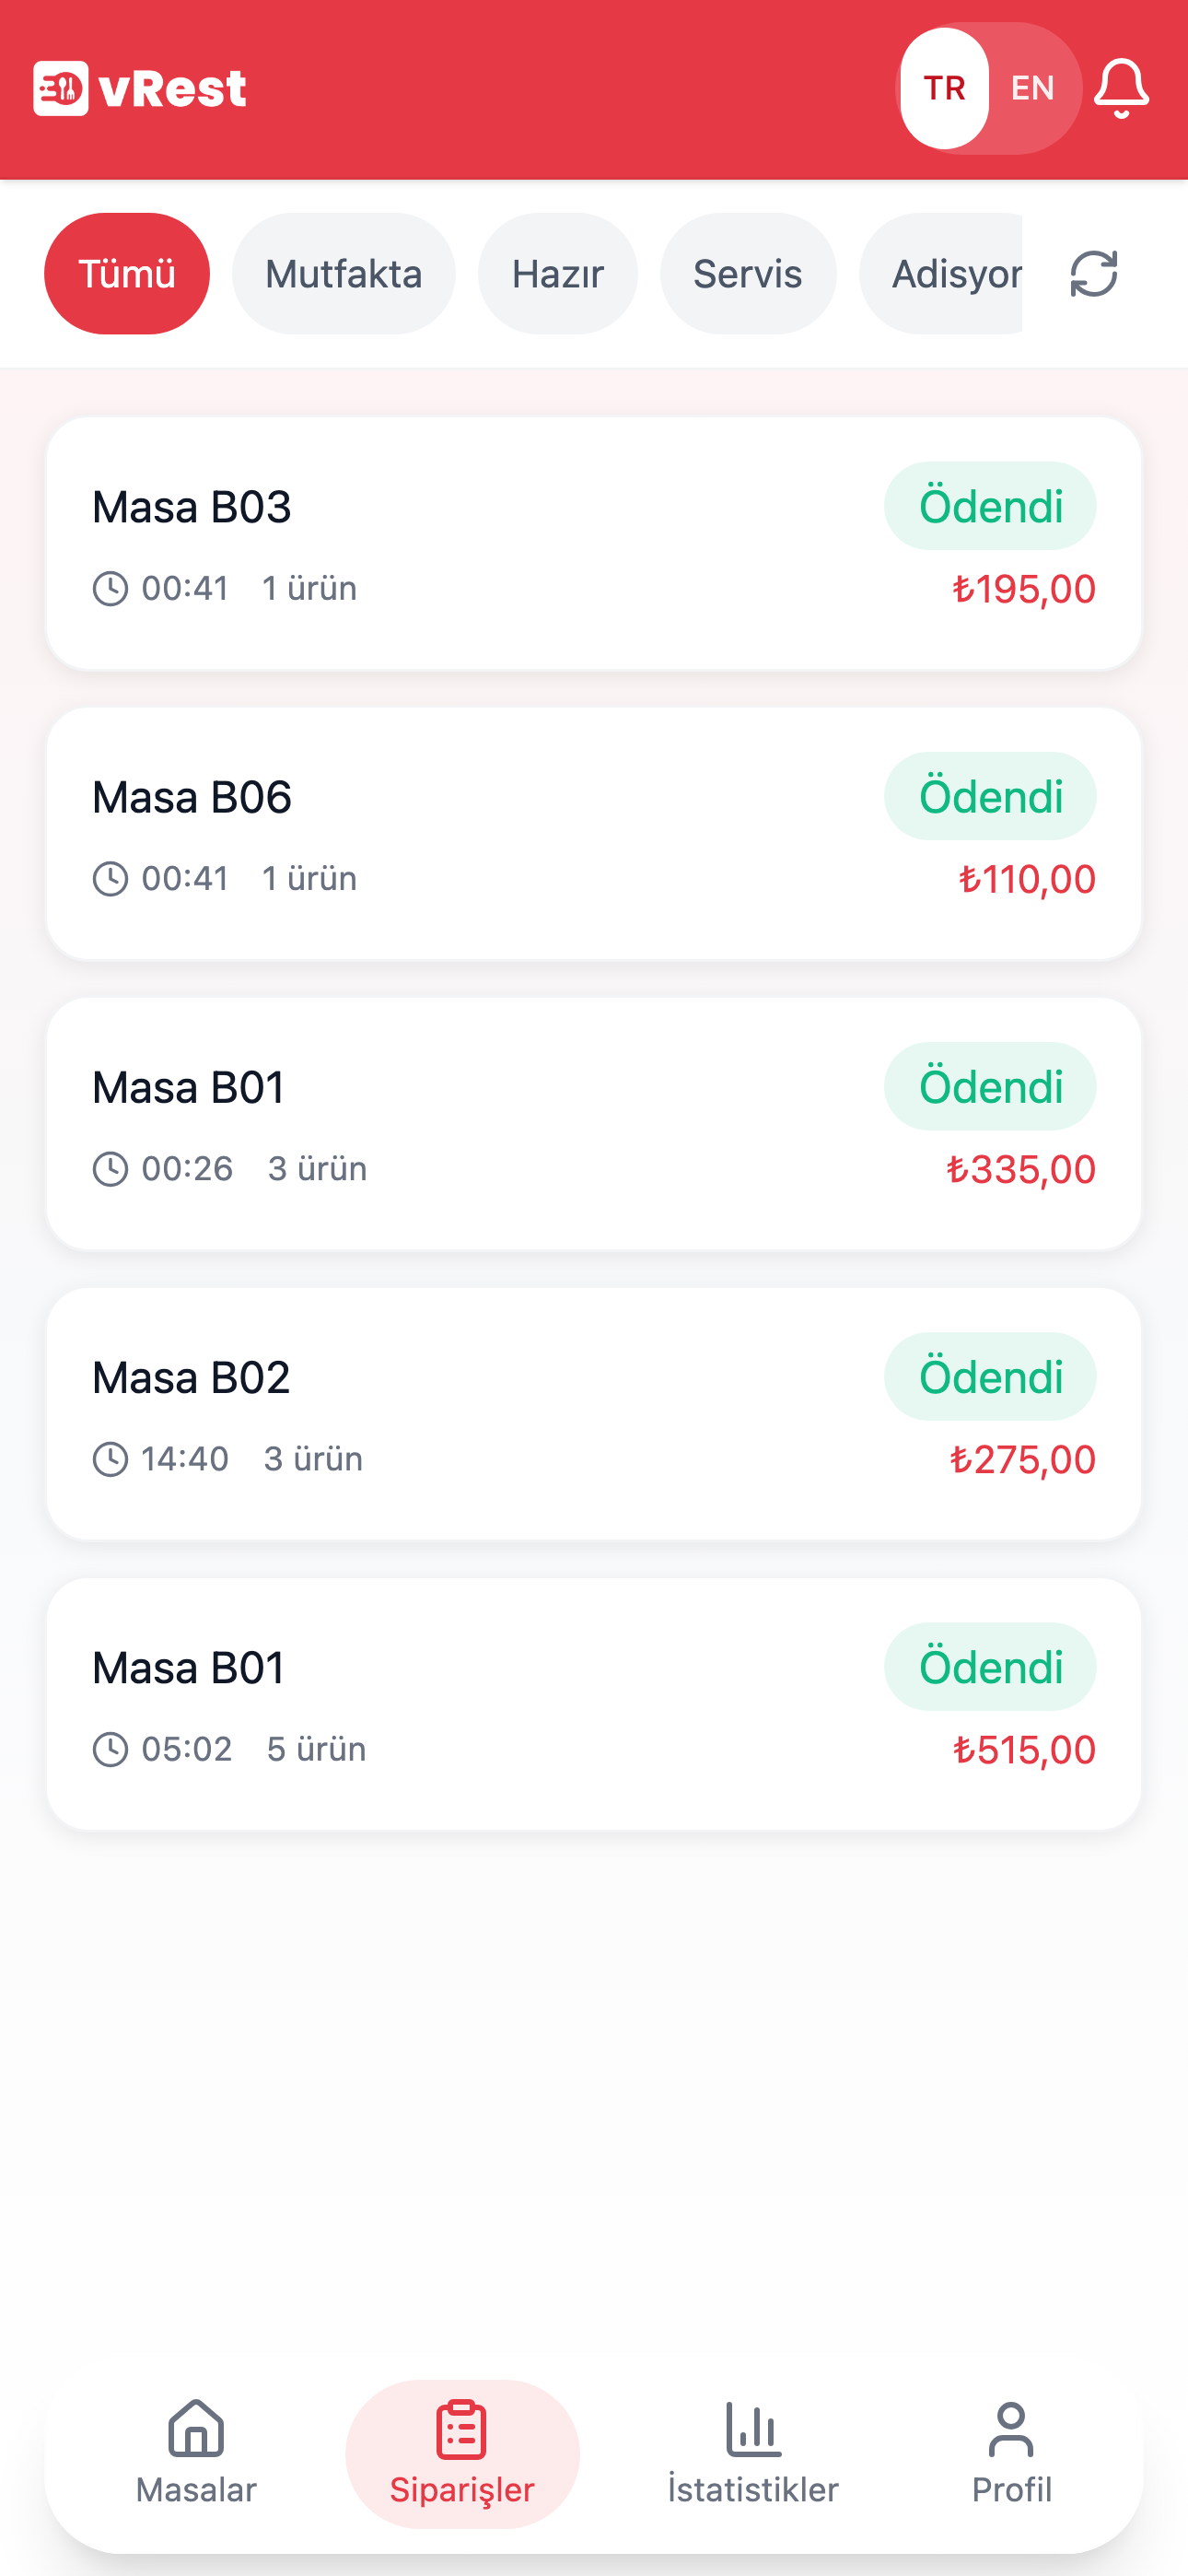 vRest
TR EN
Tümü Mutfakta Hazır Servis Adisyon
Masa B03 Ödendi
00:41 1 ürün ₺195,00
Masa B06 Ödendi
00:41 1 ürün ₺110,00
Masa B01 Ödendi
00:26 3 ürün ₺335,00
Masa B02 Ödendi
14:40 3 ürün ₺275,00
Masa B01 Ödendi
05:02 5 ürün ₺515,00
Masalar Siparişler İstatistikler Profil